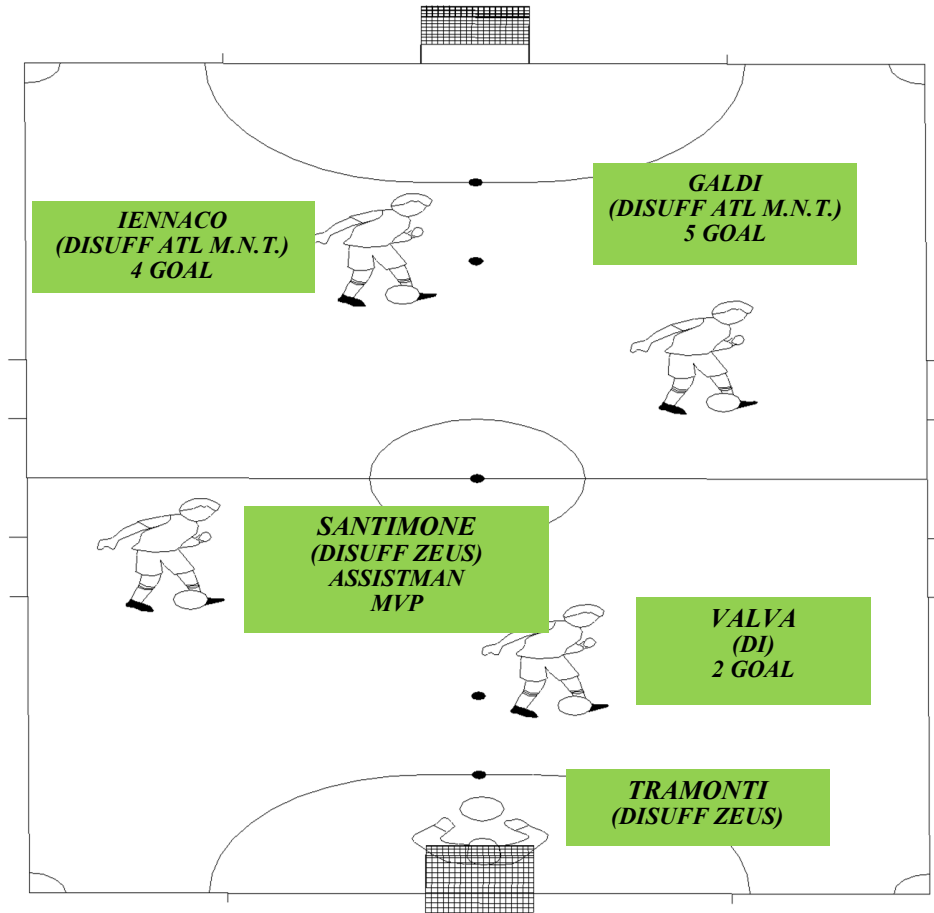 GALDI
(DISUFF ATL M.N.T.)
5 GOAL
IENNACO
(DISUFF ATL M.N.T.)
4 GOAL
SANTIMONE
(DISUFF ZEUS)
ASSISTMAN
MVP
VALVA
(DI)
2 GOAL
TRAMONTI
(DISUFF ZEUS)